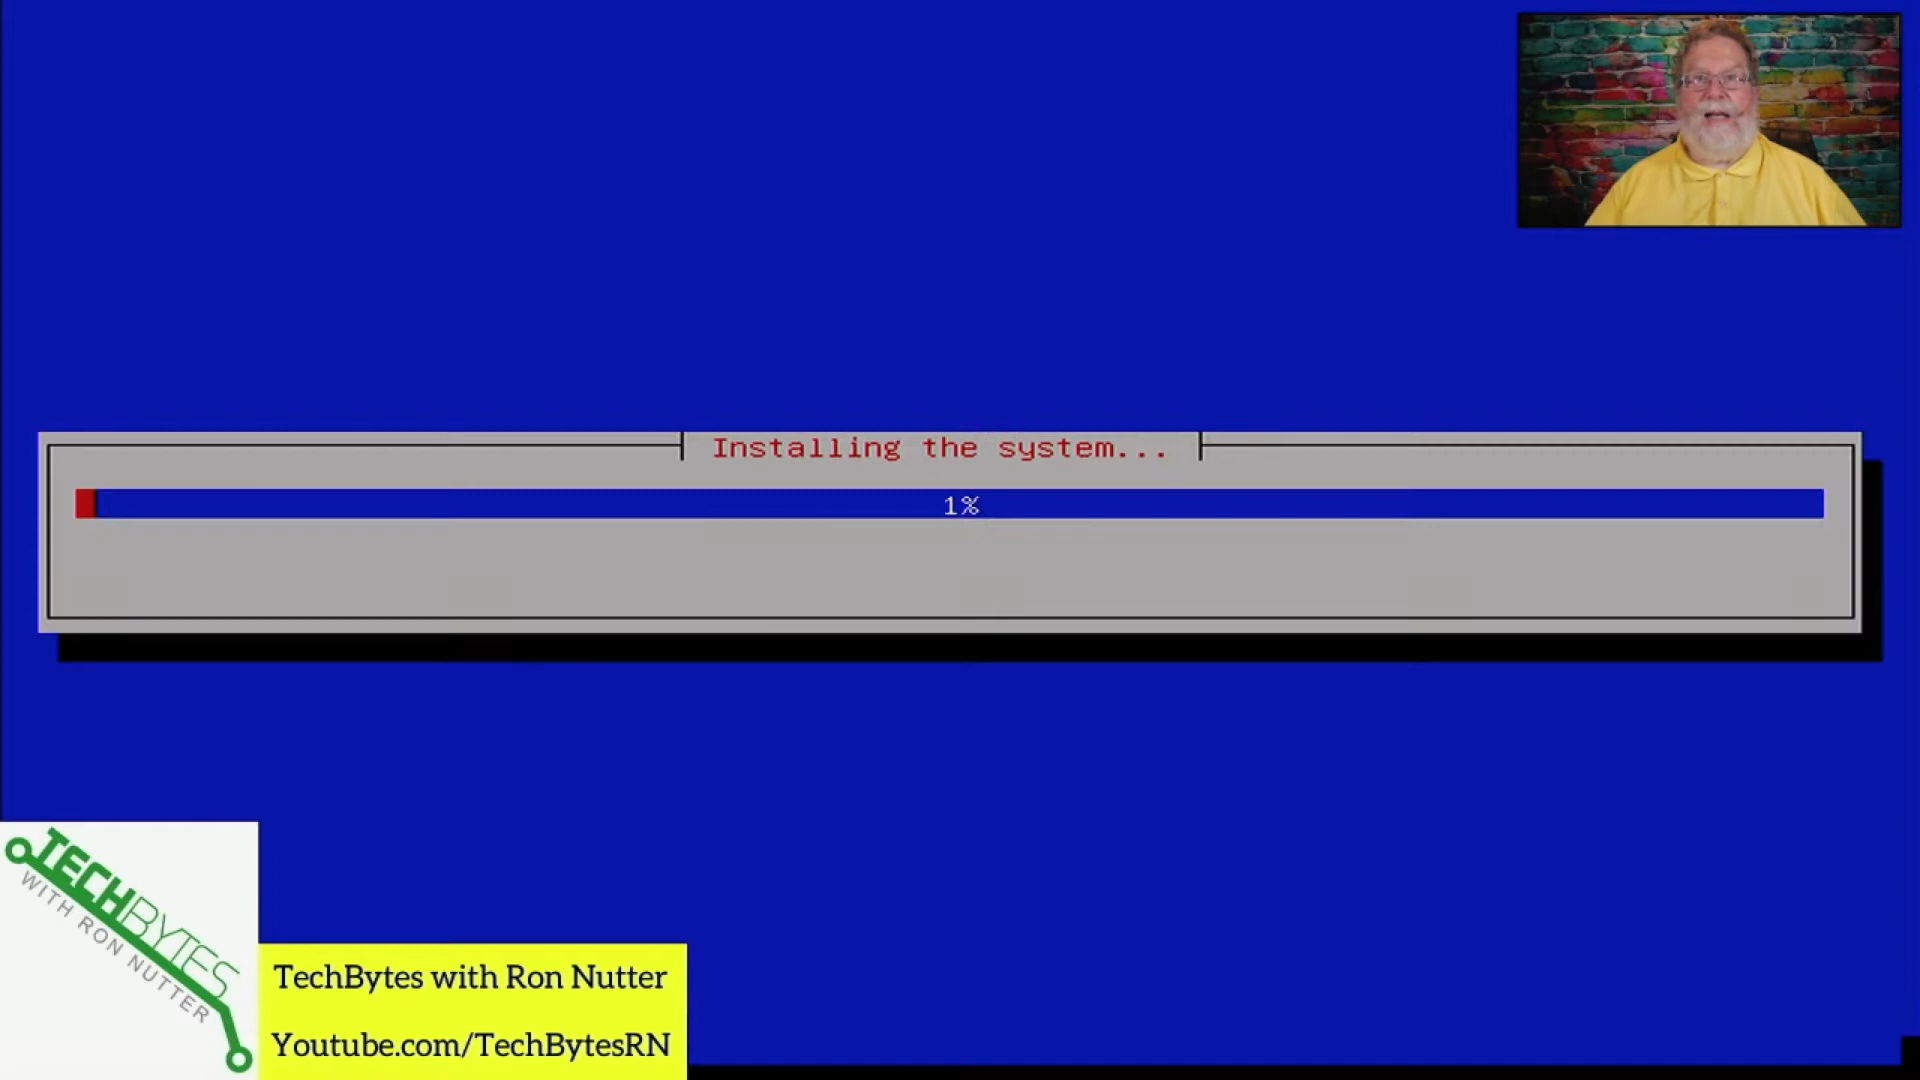 Installing the system...
1%
TECHBYTES
WITH RON NUTTER
TechBytes with Ron Nutter
Youtube.com/TechBytesRN